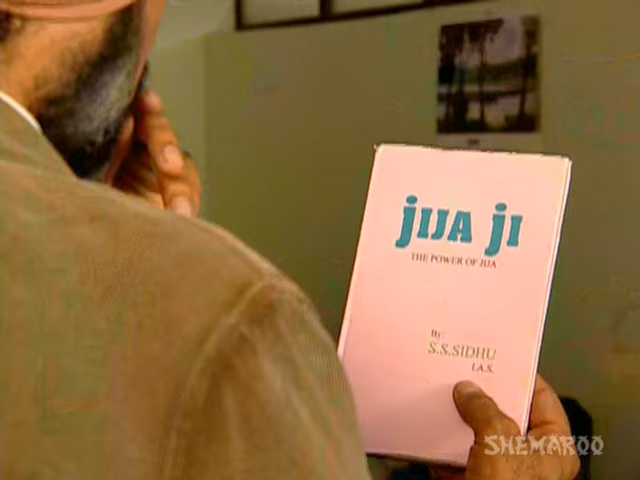 JIJA JI
THE POWER OF JIJA
By:
S.S.SIDHU
I.A.S.
SHEMAROO